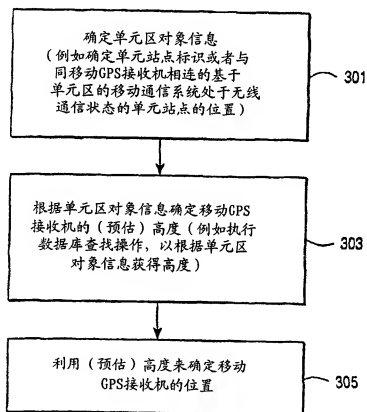 确定单元区对象信息
(例如确定单元站点标识或者与
同移动GPS接收机相连的基于
单元区的移动通信系统处于无线
通信状态的单元站点的位置)
301
根据单元区对象信息确定移动GPS
接收机的(预估)高度(例如执行
数据库查找操作,以根据单元区
对象信息获得高度)
303
利用(预估)高度来确定移动
GPS接收机的位置
305